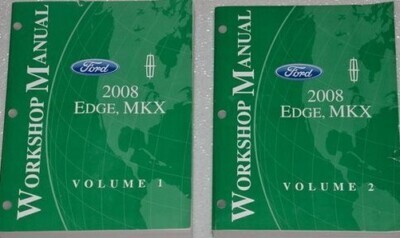 WORKSHOP MANUAL
Ford
2008
EDGE, MKX
VOLUME 1
WORKSHOP MANUAL
Ford
2008
EDGE, MKX
VOLUME 2